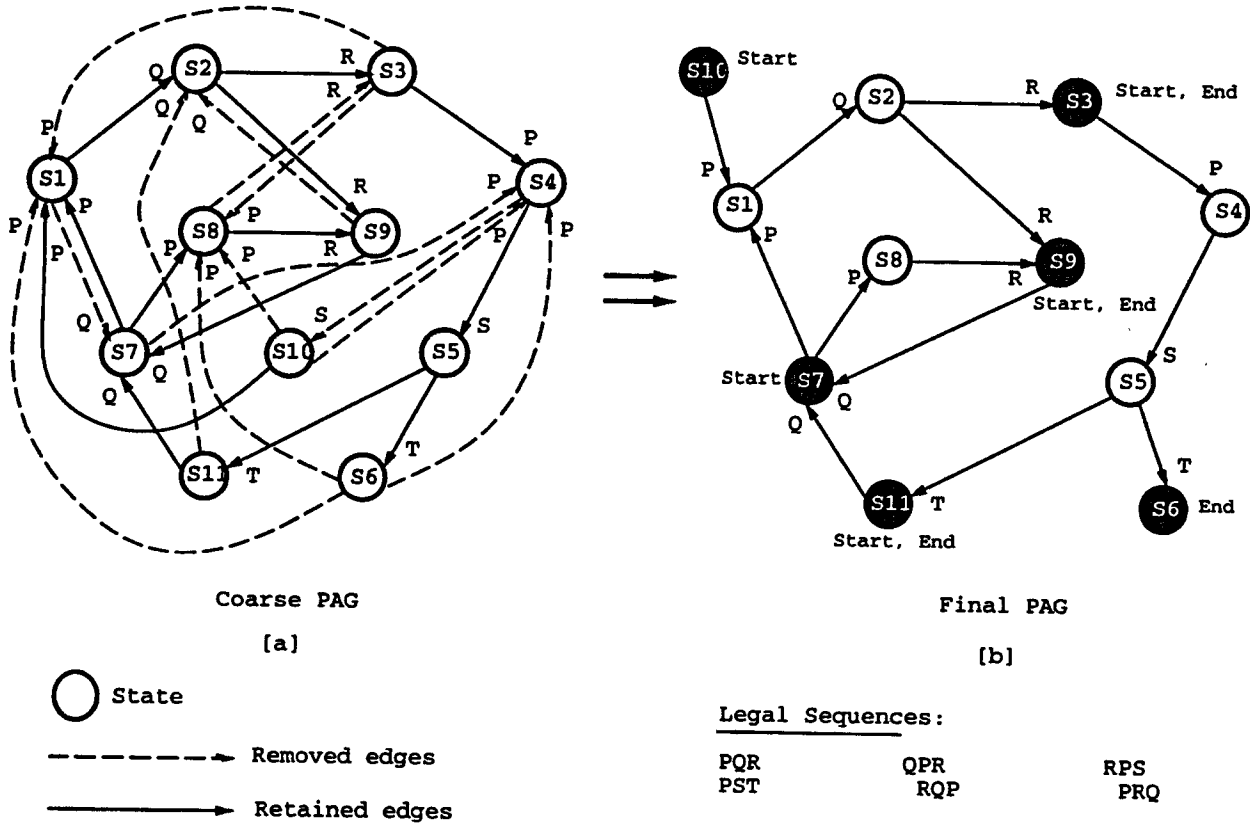 S2
Q
R
R
S3
Q
Q
P
S1
P
P
P
R
P
S4
P
P
S8
P
P
P
P
R
S9
Q
S
S
S7
Q
S10
S5
Q
S11
T
T
S6
Coarse PAG
[a]
State
Removed edges
Retained edges
S10
Start
S2
Q
R
S3
Start, End
P
S1
P
P
S4
R
S8
P
R
S9
Start, End
Start
S7
Q
Q
S
S5
S11
T
Start, End
T
S6
End
Final PAG
[b]
Legal Sequences:
PQR QPR RPS
PST RQP PRQ